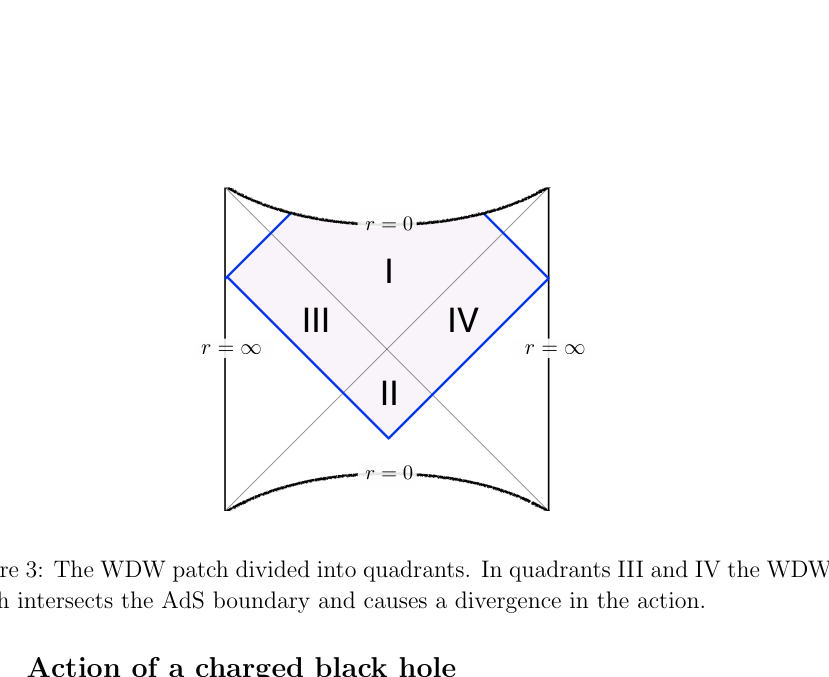 r = 0
I
III
IV
r = ∞
r = ∞
II
r = 0
re 3: The WDW patch divided into quadrants. In quadrants III and IV the WDW
h intersects the AdS boundary and causes a divergence in the action.
Action of a charged black hole